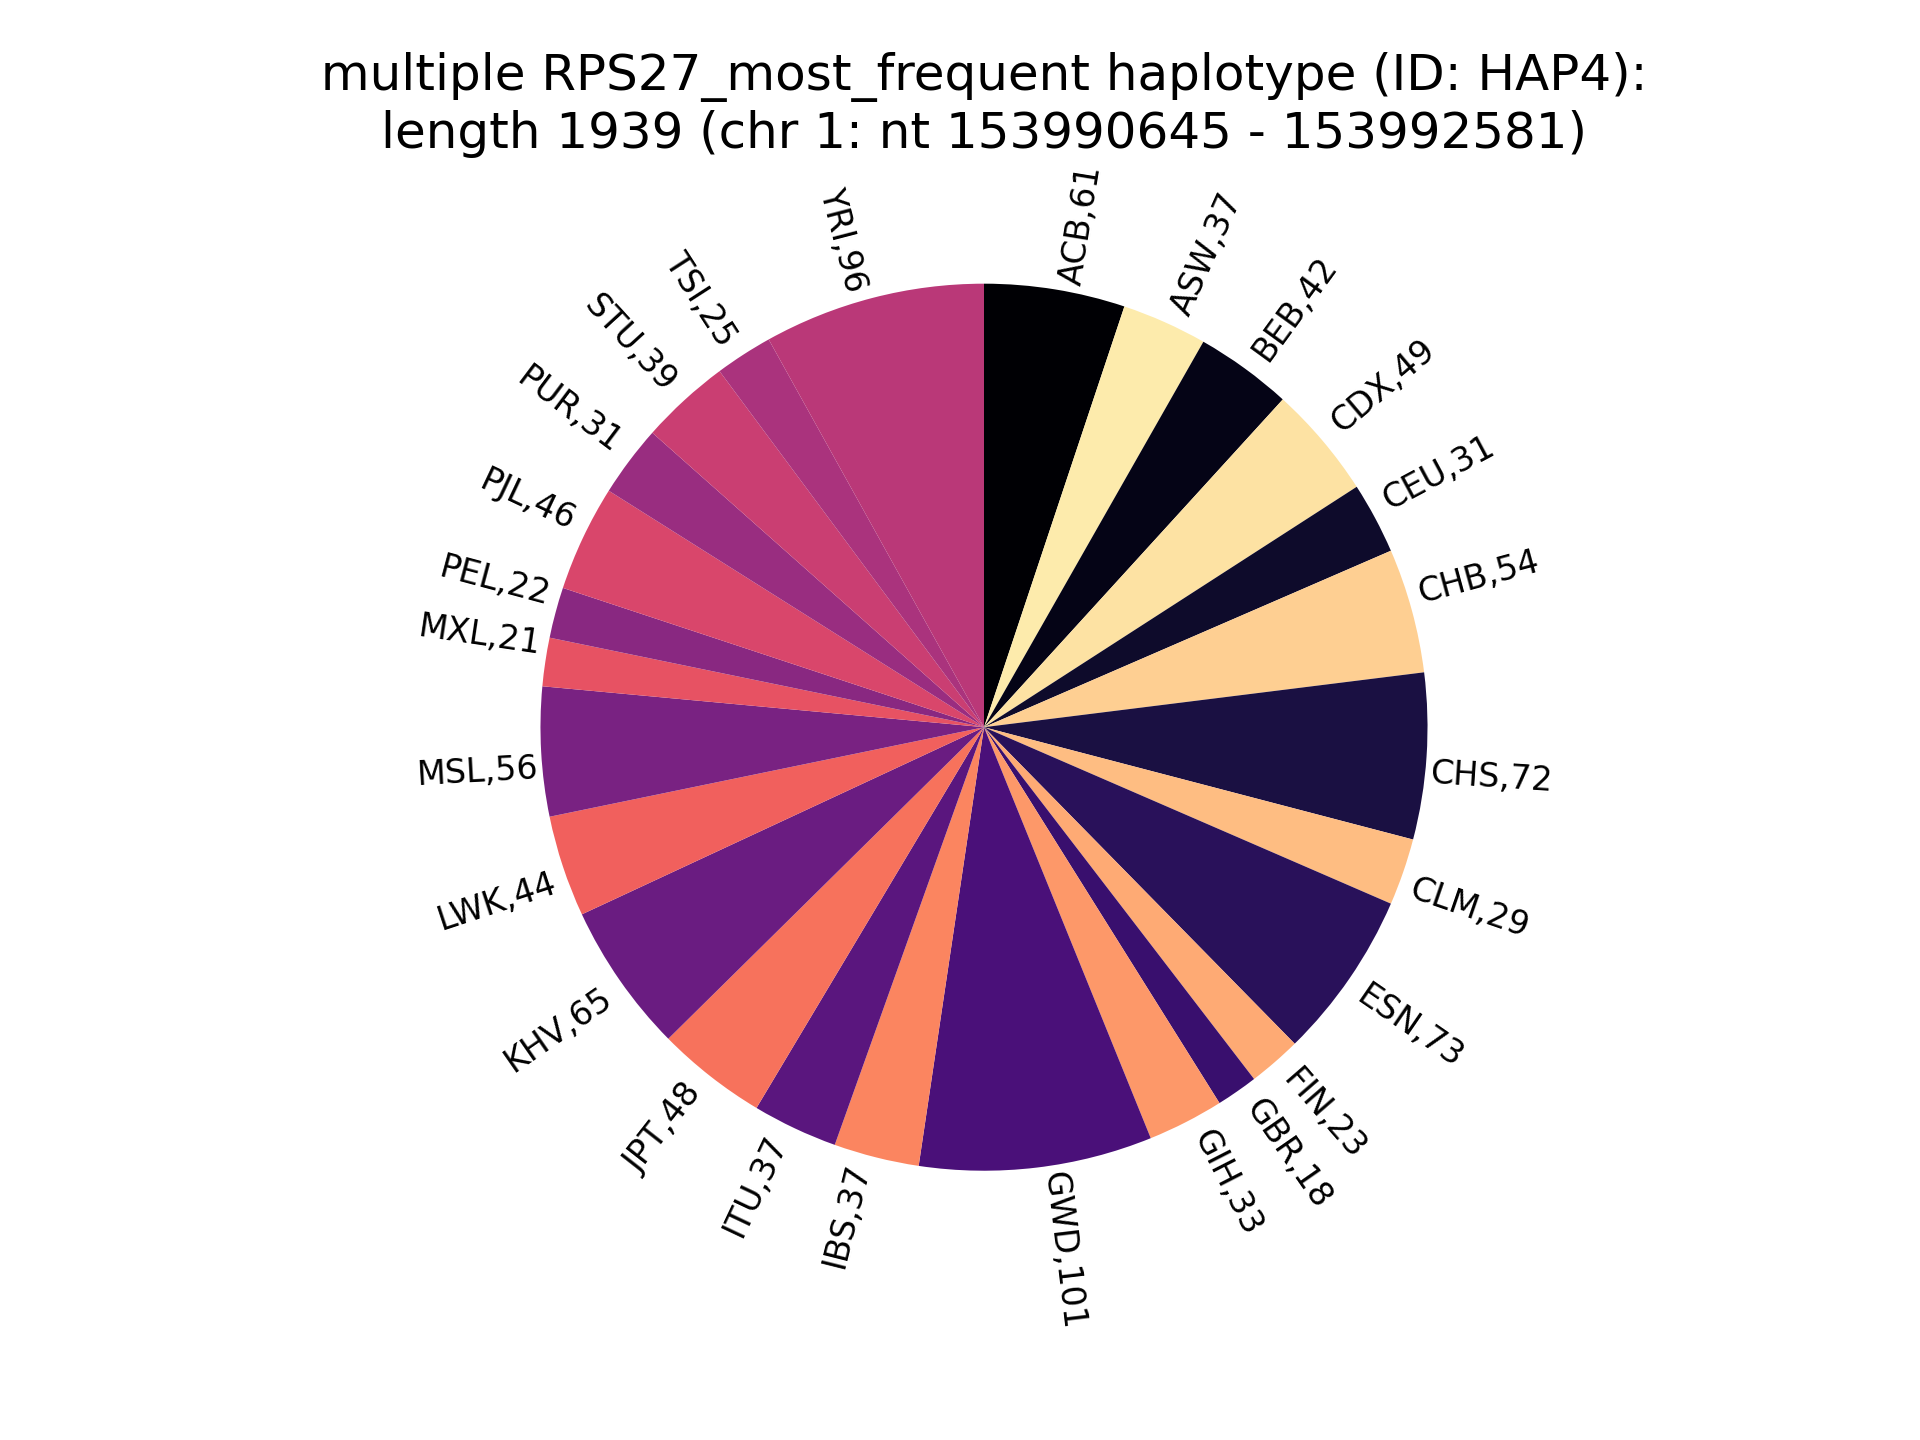 multiple RPS27_most_frequent haplotype (ID: HAP4):
length 1939 (chr 1: nt 153990645 - 153992581)
ACB,61
ASW,37
BEB,42
CDX,49
CEU,31
CHB,54
CHS,72
CLM,29
ESN,73
FIN,23
GBR,18
GIH,33
GWD,101
IBS,37
ITU,37
JPT,48
KHV,65
LWK,44
MSL,56
MXL,21
PEL,22
PJL,46
PUR,31
STU,39
TSI,25
YRI,96